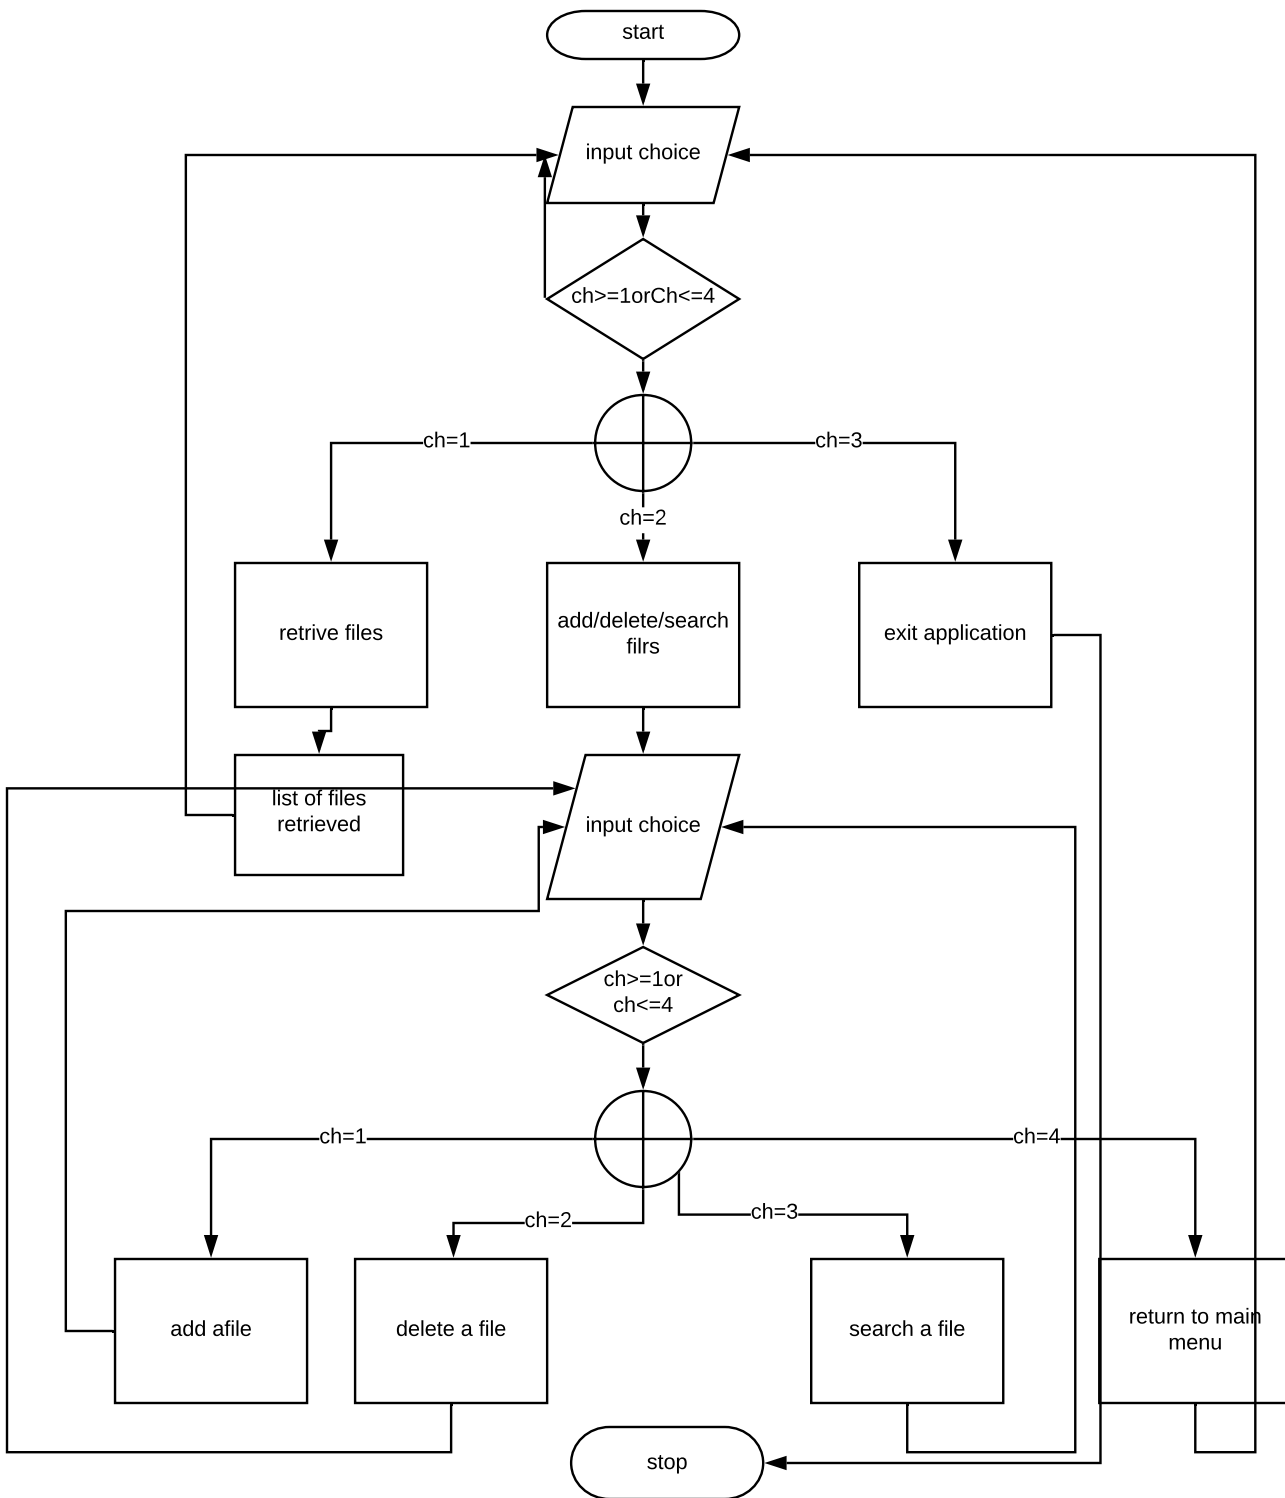 start
input choice
ch>=1orCh<=4
ch=1
ch=3
ch=2
retrive files
add/delete/search
filrs
exit application
list of files
retrieved
input choice
ch>=1or
ch<=4
ch=1
ch=4
ch=2
ch=3
add afile
delete a file
search a file
return to main
menu
stop